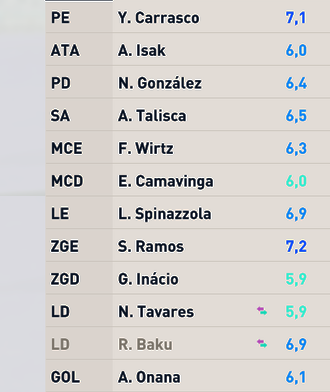 PE Y. Carrasco 7,1
ATA A. Isak 6,0
PD N. González 6,4
SA A. Talisca 6,5
MCE F. Wirtz 6,3
MCD E. Camavinga 6,0
LE L. Spinazzola 6,9
ZGE S. Ramos 7,2
ZGD G. Inácio 5,9
LD N. Tavares 5,9
LD R. Baku 6,9
GOL A. Onana 6,1